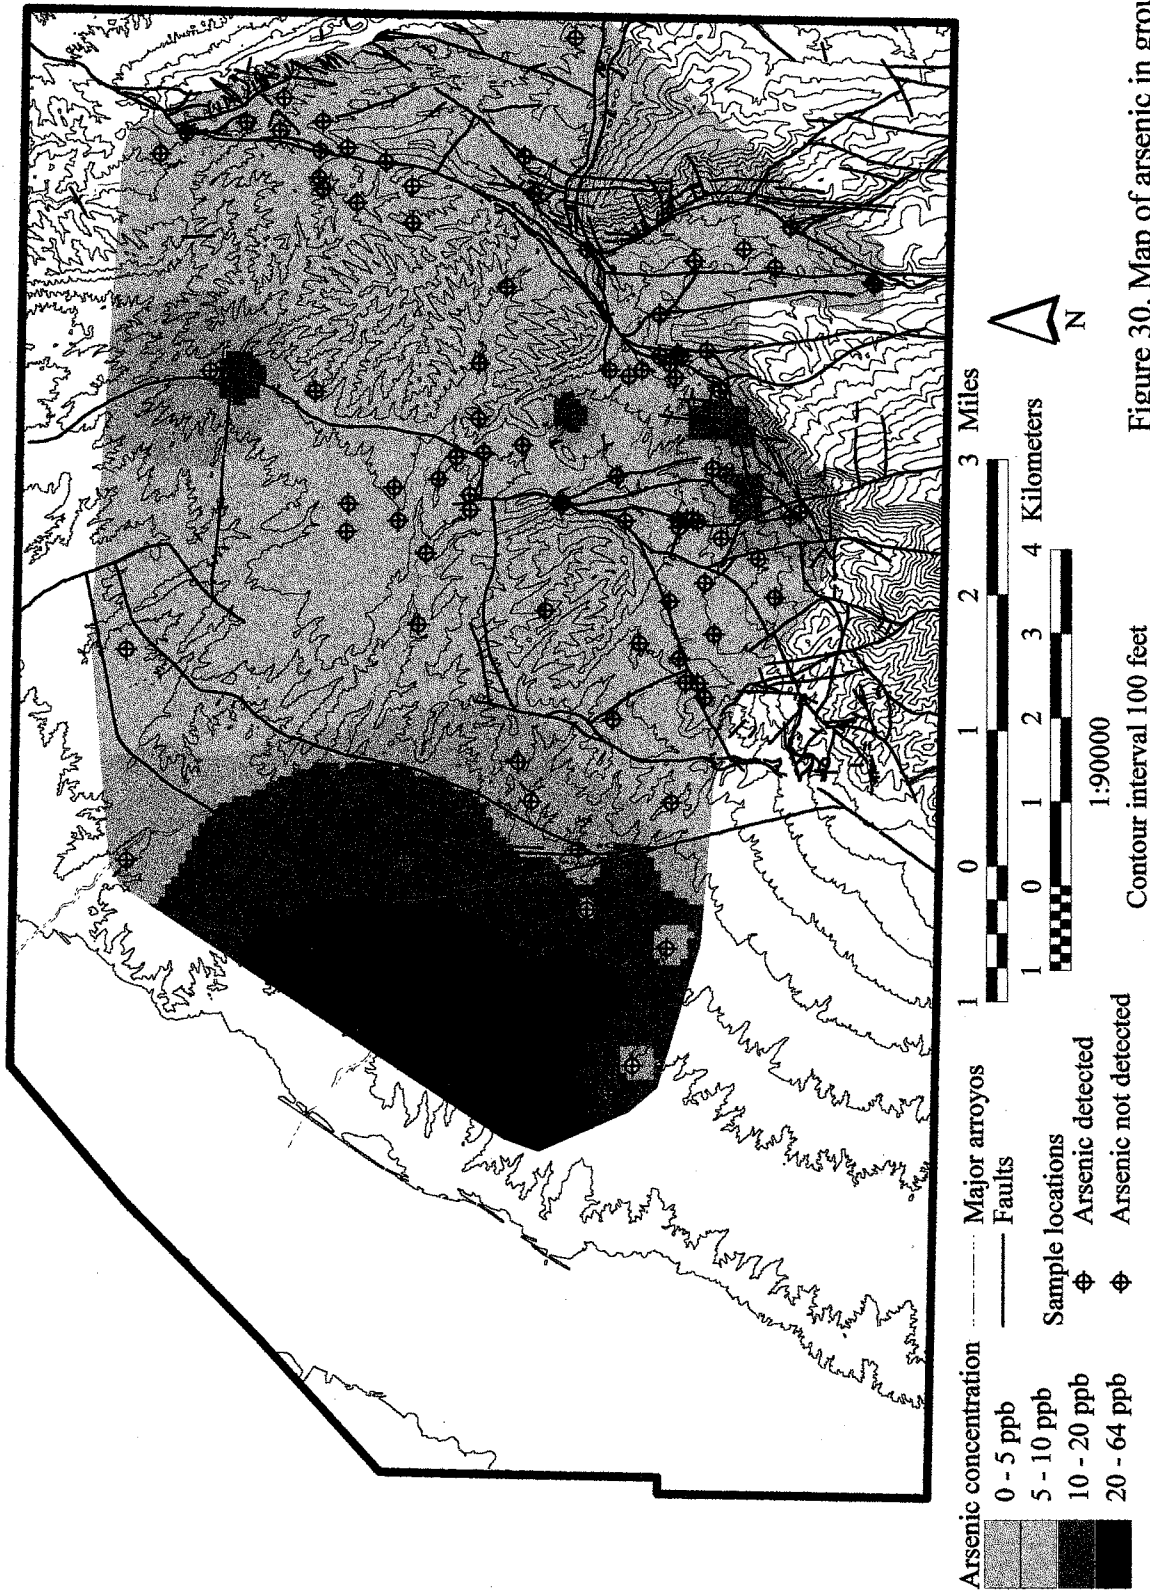 Arsenic concentration
0 - 5 ppb
5 - 10 ppb
10 - 20 ppb
20 - 64 ppb
Major arroyos
Faults
Sample locations
Arsenic detected
Arsenic not detected
1 0 1 2 3 Miles
1 0 1 2 3 4 Kilometers
1:90000
Contour interval 100 feet
N
Figure 30. Map of arsenic in